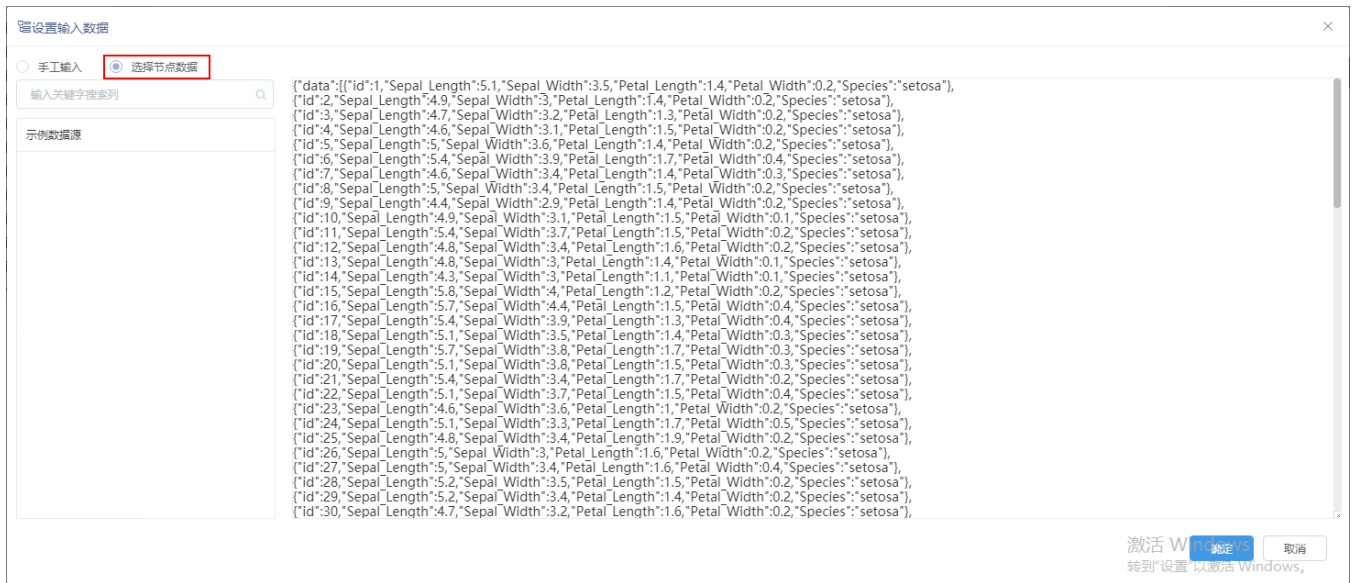 设置输入数据
手工输入
选择节点数据
输入关键字搜索列
示例数据源
{"data":[{"id":1,"Sepal_Length":5.1,"Sepal_Width":3.5,"Petal_Length":1.4,"Petal_Width":0.2,"Species":"setosa"},
{"id":2,"Sepal_Length":4.9,"Sepal_Width":3,"Petal_Length":1.4,"Petal_Width":0.2,"Species":"setosa"},
{"id":3,"Sepal_Length":4.7,"Sepal_Width":3.2,"Petal_Length":1.3,"Petal_Width":0.2,"Species":"setosa"},
{"id":4,"Sepal_Length":4.6,"Sepal_Width":3.1,"Petal_Length":1.5,"Petal_Width":0.2,"Species":"setosa"},
{"id":5,"Sepal_Length":5,"Sepal_Width":3.6,"Petal_Length":1.4,"Petal_Width":0.2,"Species":"setosa"},
{"id":6,"Sepal_Length":5.4,"Sepal_Width":3.9,"Petal_Length":1.7,"Petal_Width":0.4,"Species":"setosa"},
{"id":7,"Sepal_Length":4.6,"Sepal_Width":3.4,"Petal_Length":1.4,"Petal_Width":0.3,"Species":"setosa"},
{"id":8,"Sepal_Length":5,"Sepal_Width":3.4,"Petal_Length":1.5,"Petal_Width":0.2,"Species":"setosa"},
{"id":9,"Sepal_Length":4.4,"Sepal_Width":2.9,"Petal_Length":1.4,"Petal_Width":0.2,"Species":"setosa"},
{"id":10,"Sepal_Length":4.9,"Sepal_Width":3.1,"Petal_Length":1.5,"Petal_Width":0.1,"Species":"setosa"},
{"id":11,"Sepal_Length":5.4,"Sepal_Width":3.7,"Petal_Length":1.5,"Petal_Width":0.2,"Species":"setosa"},
{"id":12,"Sepal_Length":4.8,"Sepal_Width":3.4,"Petal_Length":1.6,"Petal_Width":0.2,"Species":"setosa"},
{"id":13,"Sepal_Length":4.8,"Sepal_Width":3,"Petal_Length":1.4,"Petal_Width":0.1,"Species":"setosa"},
{"id":14,"Sepal_Length":4.3,"Sepal_Width":3,"Petal_Length":1.1,"Petal_Width":0.1,"Species":"setosa"},
{"id":15,"Sepal_Length":5.8,"Sepal_Width":4,"Petal_Length":1.2,"Petal_Width":0.2,"Species":"setosa"},
{"id":16,"Sepal_Length":5.7,"Sepal_Width":4.4,"Petal_Length":1.5,"Petal_Width":0.4,"Species":"setosa"},
{"id":17,"Sepal_Length":5.4,"Sepal_Width":3.9,"Petal_Length":1.3,"Petal_Width":0.4,"Species":"setosa"},
{"id":18,"Sepal_Length":5.1,"Sepal_Width":3.5,"Petal_Length":1.4,"Petal_Width":0.3,"Species":"setosa"},
{"id":19,"Sepal_Length":5.7,"Sepal_Width":3.8,"Petal_Length":1.7,"Petal_Width":0.3,"Species":"setosa"},
{"id":20,"Sepal_Length":5.1,"Sepal_Width":3.8,"Petal_Length":1.5,"Petal_Width":0.3,"Species":"setosa"},
{"id":21,"Sepal_Length":5.4,"Sepal_Width":3.4,"Petal_Length":1.7,"Petal_Width":0.2,"Species":"setosa"},
{"id":22,"Sepal_Length":5.1,"Sepal_Width":3.7,"Petal_Length":1.5,"Petal_Width":0.4,"Species":"setosa"},
{"id":23,"Sepal_Length":4.6,"Sepal_Width":3.6,"Petal_Length":1,"Petal_Width":0.2,"Species":"setosa"},
{"id":24,"Sepal_Length":5.1,"Sepal_Width":3.3,"Petal_Length":1.7,"Petal_Width":0.5,"Species":"setosa"},
{"id":25,"Sepal_Length":4.8,"Sepal_Width":3.4,"Petal_Length":1.9,"Petal_Width":0.2,"Species":"setosa"},
{"id":26,"Sepal_Length":5,"Sepal_Width":3,"Petal_Length":1.6,"Petal_Width":0.2,"Species":"setosa"},
{"id":27,"Sepal_Length":5,"Sepal_Width":3.4,"Petal_Length":1.6,"Petal_Width":0.4,"Species":"setosa"},
{"id":28,"Sepal_Length":5.2,"Sepal_Width":3.5,"Petal_Length":1.5,"Petal_Width":0.2,"Species":"setosa"},
{"id":29,"Sepal_Length":5.2,"Sepal_Width":3.4,"Petal_Length":1.4,"Petal_Width":0.2,"Species":"setosa"},
{"id":30,"Sepal_Length":4.7,"Sepal_Width":3.2,"Petal_Length":1.6,"Petal_Width":0.2,"Species":"setosa"},
激活 Windows
确定
取消
转到"设置"以激活 Windows。